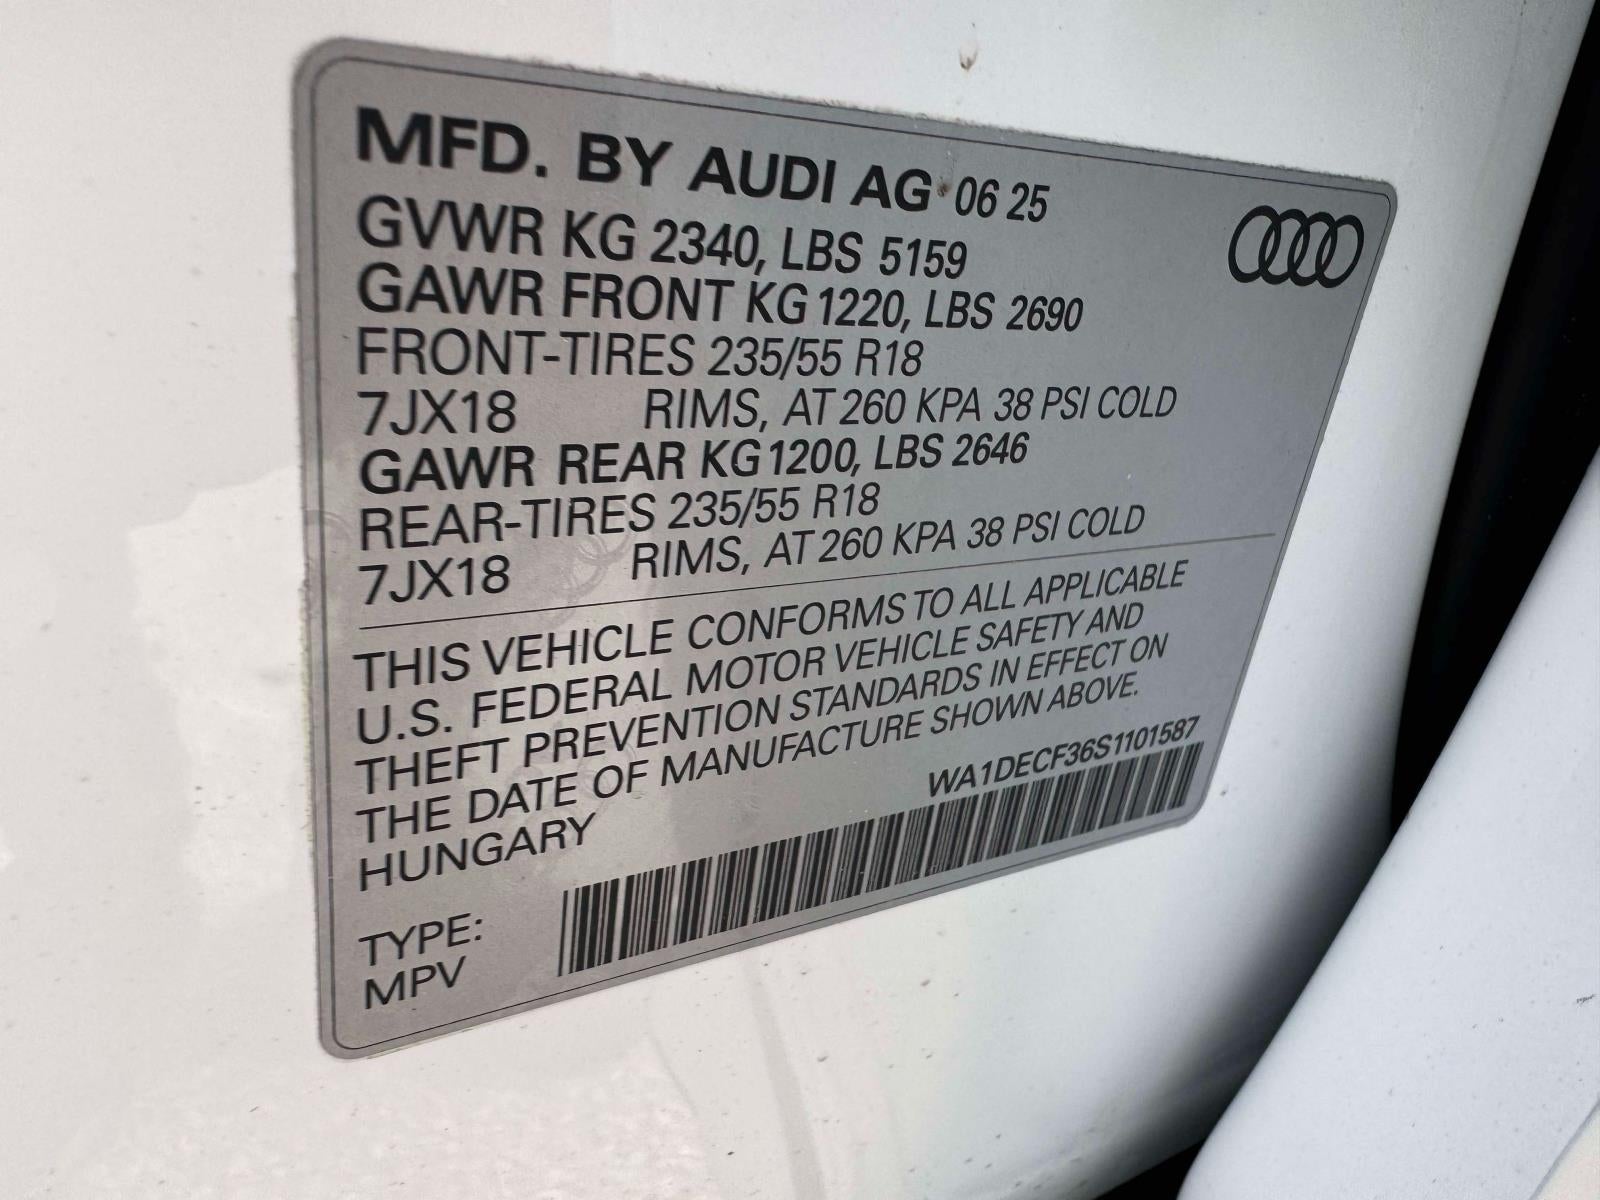 MFD. BY AUDI AG 06 25
GVWR KG 2340, LBS 5159
GAWR FRONT KG 1220, LBS 2690
FRONT-TIRES 235/55 R18
7JX18 RIMS, AT 260 KPA 38 PSI COLD
GAWR REAR KG 1200, LBS 2646
REAR-TIRES 235/55 R18
7JX18 RIMS, AT 260 KPA 38 PSI COLD
THIS VEHICLE CONFORMS TO ALL APPLICABLE
U.S. FEDERAL MOTOR VEHICLE SAFETY AND
THEFT PREVENTION STANDARDS IN EFFECT ON
THE DATE OF MANUFACTURE SHOWN ABOVE.
HUNGARY
WA1DECF36S1101587
TYPE:
MPV